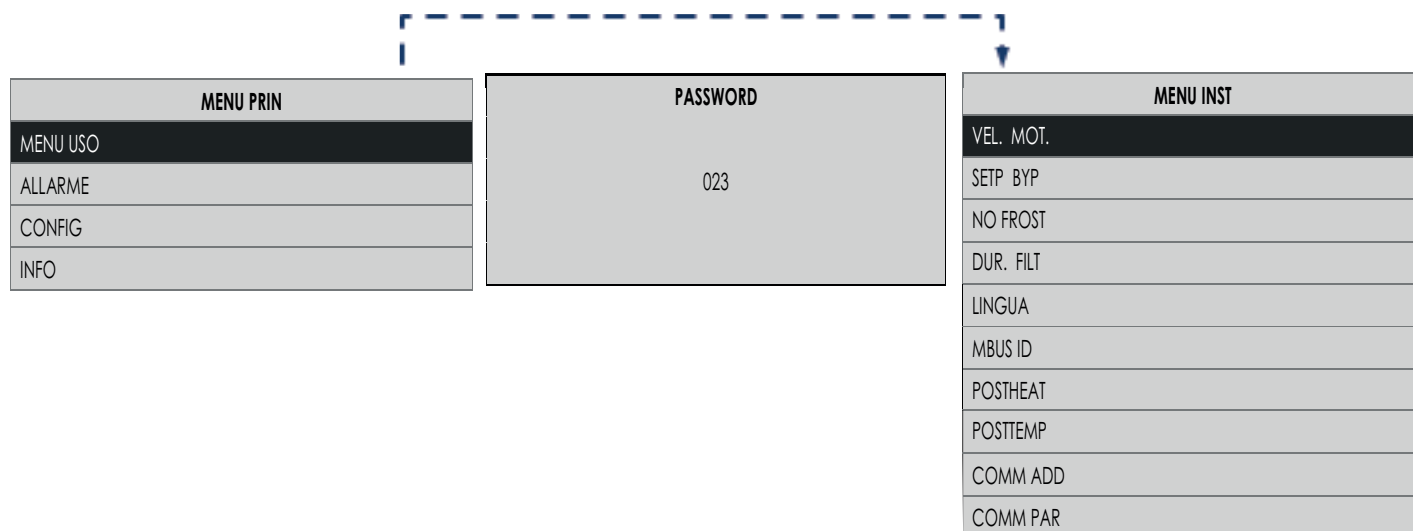 MENU PRIN
MENU USO
ALLARME
CONFIG
INFO
PASSWORD
023
MENU INST
VEL. MOT.
SETP BYP
NO FROST
DUR. FILT
LINGUA
MBUS ID
POSTHEAT
POSTTEMP
COMM ADD
COMM PAR